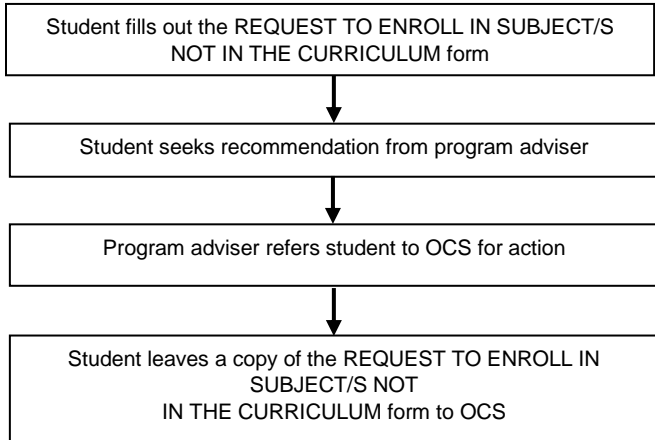 Student fills out the REQUEST TO ENROLL IN SUBJECT/S
NOT IN THE CURRICULUM form
Student seeks recommendation from program adviser
Program adviser refers student to OCS for action
Student leaves a copy of the REQUEST TO ENROLL IN
SUBJECT/S NOT
IN THE CURRICULUM form to OCS